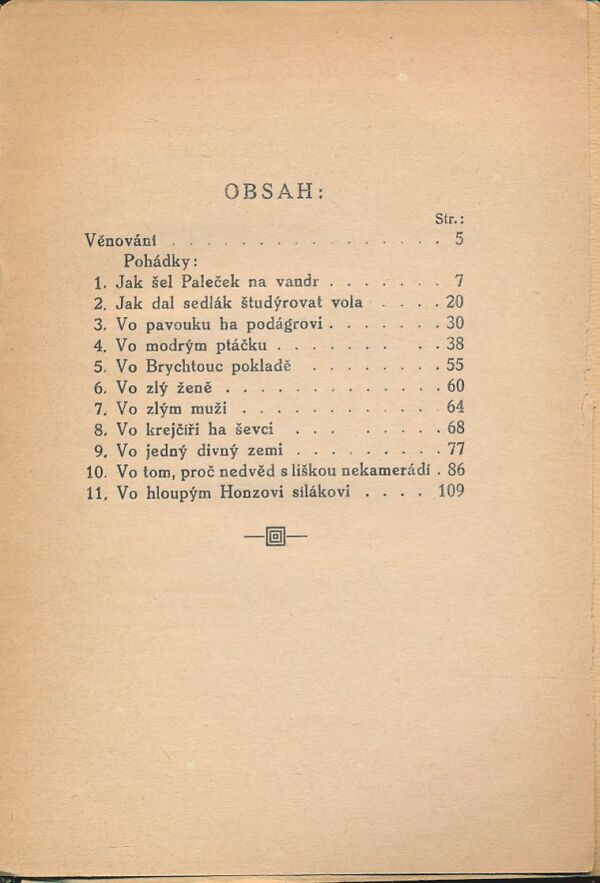 OBSAH:
Str.:
Věnování . . . . . . . . . . . . . . . . 5
Pohádky:
1. Jak šel Paleček na vandr . . . . . . . 7
2. Jak dal sedlák študýrovat vola . . . . 20
3. Vo pavouku ha podágrovi . . . . . . 30
4. Vo modrým ptáčku . . . . . . . . . 38
5. Vo Brychtouc pokladě . . . . . . . 55
6. Vo zlý ženě . . . . . . . . . . . . 60
7. Vo zlým muži . . . . . . . . . . . 64
8. Vo krejčíři ha ševci . . . . . . . . 68
9. Vo jedný divný zemi . . . . . . . . 77
10. Vo tom, proč nedvěd s liškou nekamerádí . 86
11. Vo hloupým Honzovi silákovi . . . . 109